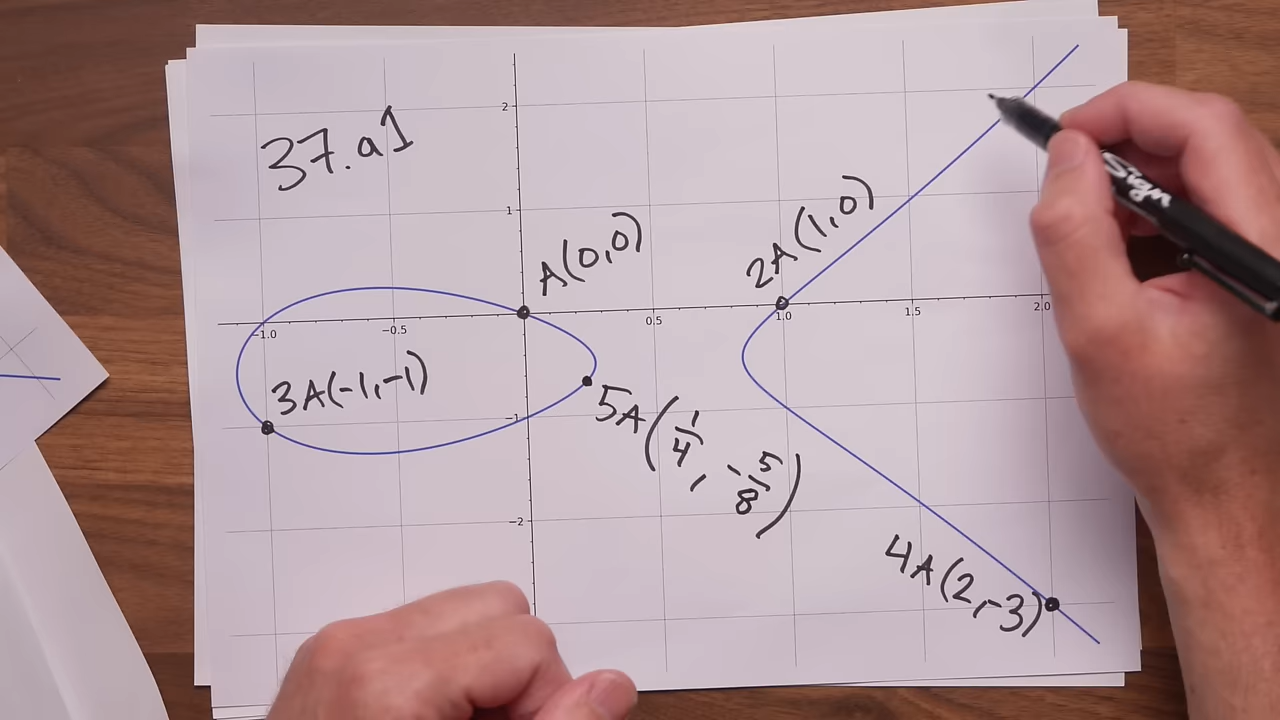 37.a1
2
1
A(0,0)
2A(1,0)
-1.0
−0.5
0.5
1.0
1.5
2.0
3A(-1,-1)
−1
5A(1/4, -5/8)
−2
4A(2,-3)
Sign